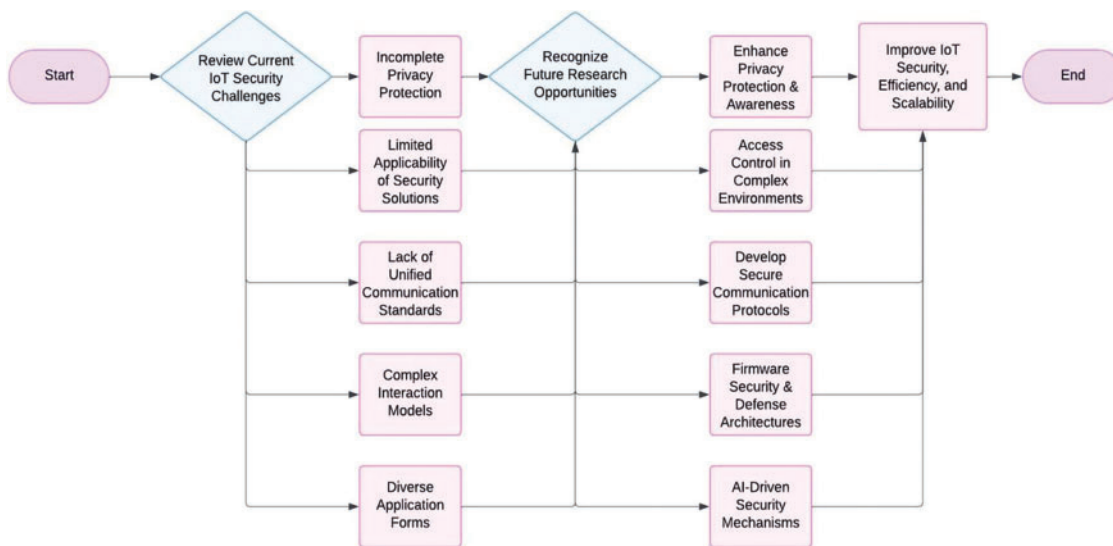 Start
Review Current
IoT Security
Challenges
Incomplete
Privacy
Protection
Recognize
Future Research
Opportunities
Enhance
Privacy
Protection &
Awareness
Improve IoT
Security,
Efficiency, and
Scalability
End
Limited
Applicability
of Security
Solutions
Access
Control in
Complex
Environments
Lack of
Unified
Communication
Standards
Develop
Secure
Communication
Protocols
Complex
Interaction
Models
Firmware
Security &
Defense
Architectures
Diverse
Application
Forms
AI-Driven
Security
Mechanisms